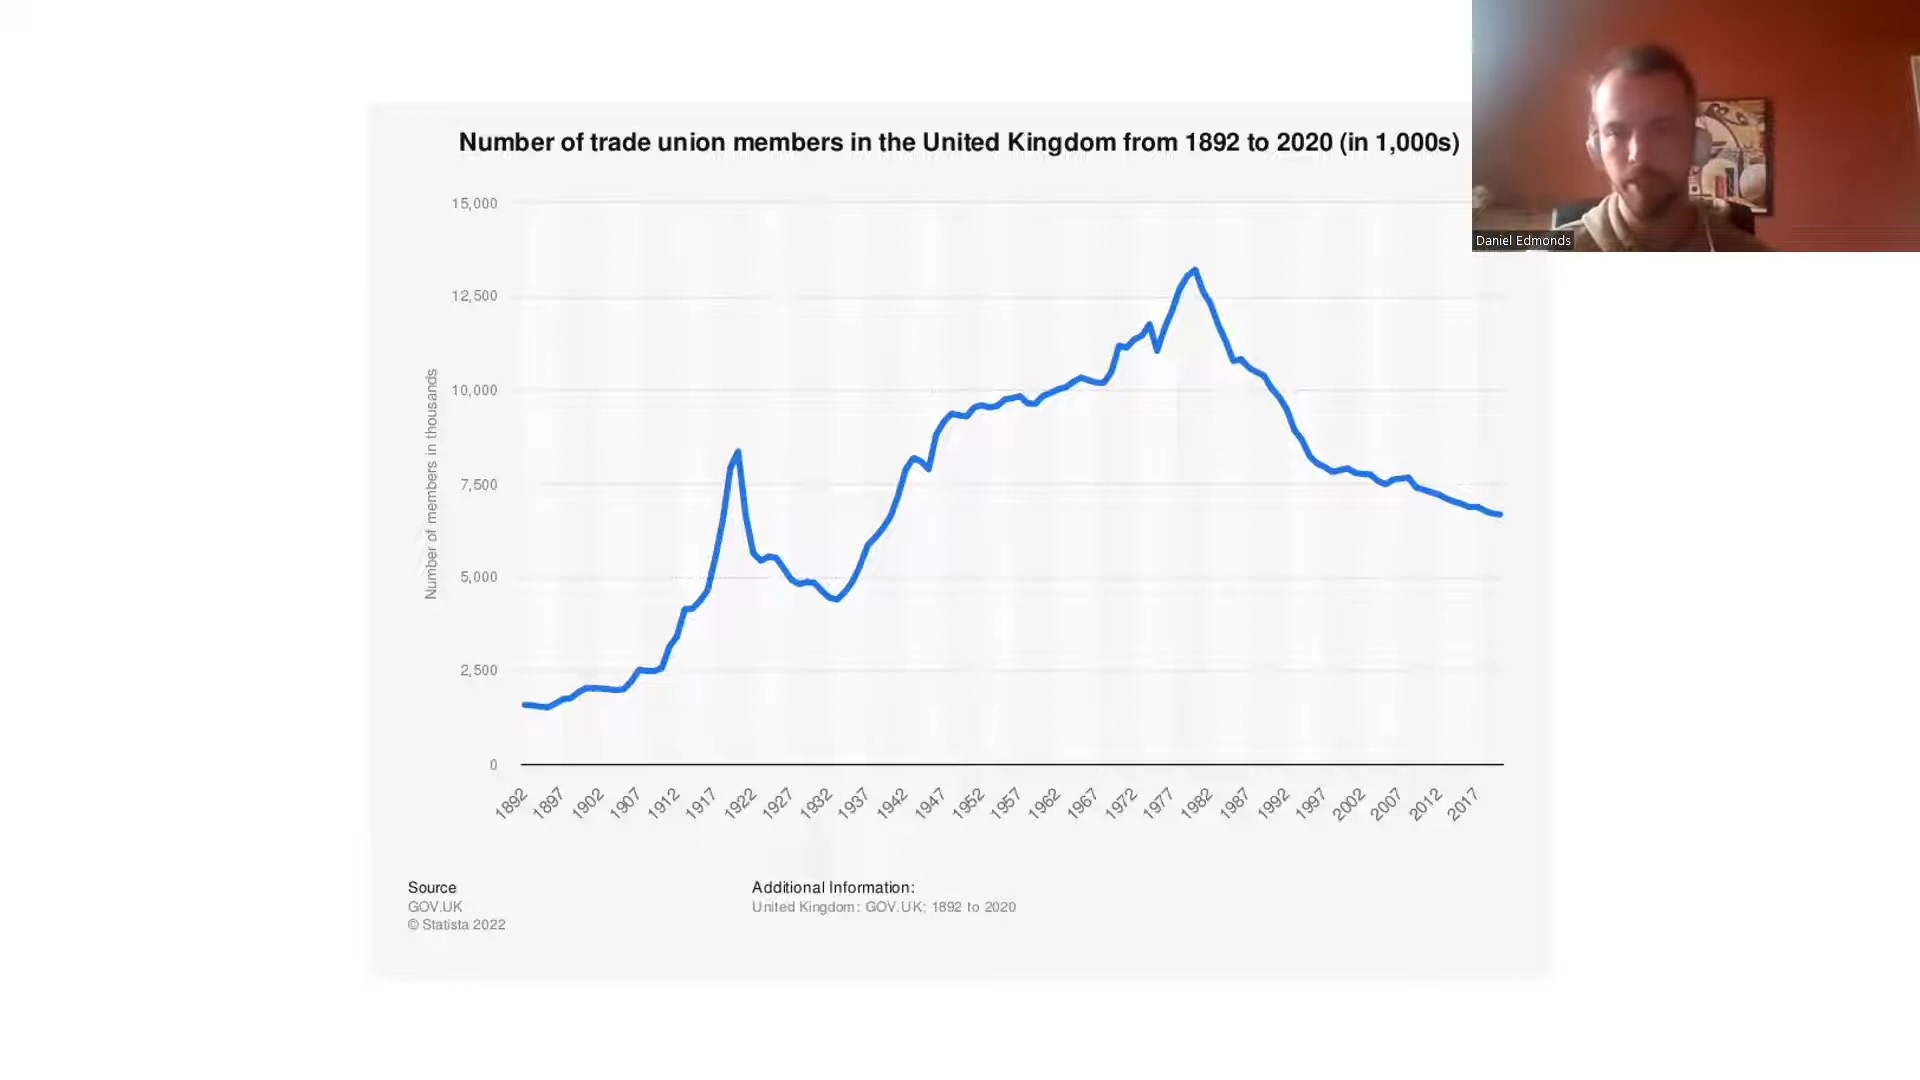 Number of trade union members in the United Kingdom from 1892 to 2020 (in 1,000s)
Daniel Edmonds
Number of members in thousands
15,000
12,500
10,000
7,500
5,000
2,500
0
1892 1897 1902 1907 1912 1917 1922 1927 1932 1937 1942 1947 1952 1957 1962 1967 1972 1977 1982 1987 1992 1997 2002 2007 2012 2017
Source
GOV.UK
© Statista 2022
Additional Information:
United Kingdom: GOV.UK; 1892 to 2020